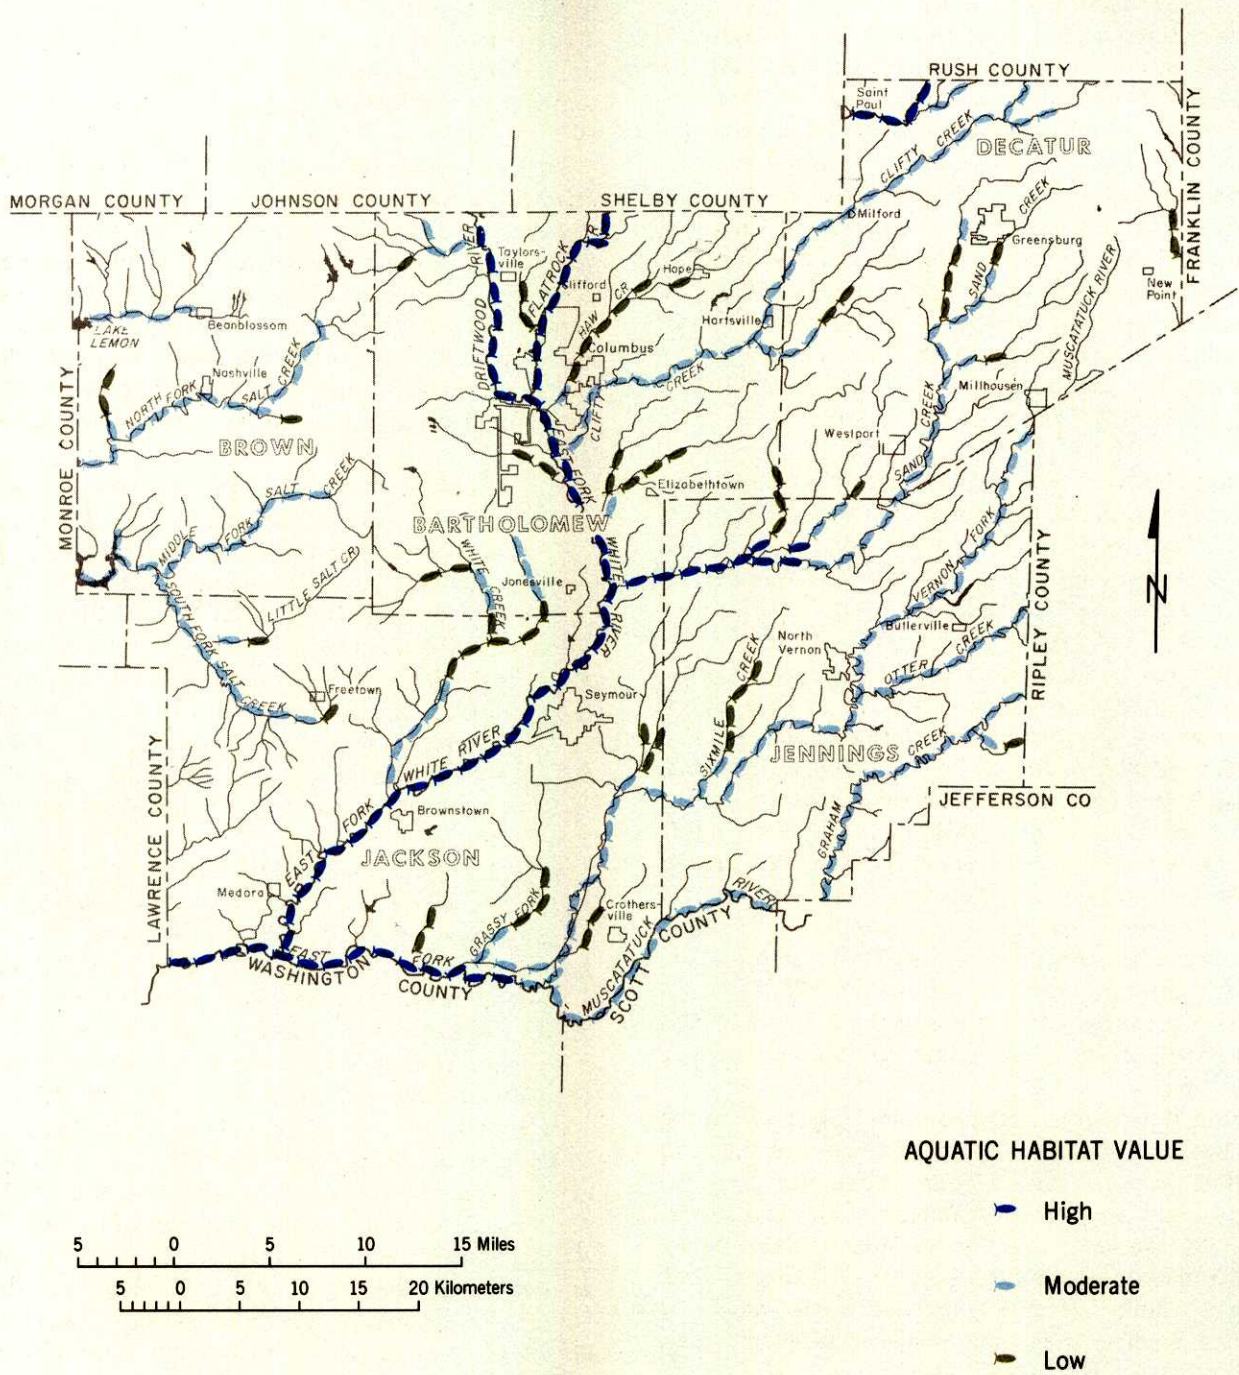 RUSH COUNTY
Saint
Paul
FRANKLIN COUNTY
CLIFTY CREEK
DECATUR
MORGAN COUNTY
JOHNSON COUNTY
SHELBY COUNTY
Milford
CREEK
Greensburg
SAND
MUSCATATUCK RIVER
New
Point
DRIFTWOOD RIVER
Taylors-
ville
FLATROCK R
Clifford
Hope
HAW CR
Hartsville
Columbus
LAKE
LEMON
Beanblossom
Nashville
NORTH FORK SALT CREEK
BROWN
MONROE COUNTY
CLIFTY CREEK
Millhousen
Westport
SAND CREEK
EAST FORK WHITE RIVER
Elizabethtown
BARTHOLOMEW
MIDDLE FORK SALT CREEK
LITTLE SALT CR
SOUTH FORK SALT CREEK
WHITE CREEK
Jonesville
VERNON FORK
RIPLEY COUNTY
Butlerville
North
Vernon
OTTER CREEK
Freetown
Seymour
SIXMILE CREEK
JENNINGS
GRAHAM CREEK
JEFFERSON CO
LAWRENCE COUNTY
EAST FORK WHITE RIVER
Brownstown
JACKSON
Medora
GRASSY FORK
Crothers-
ville
MUSCATATUCK RIVER
SCOTT COUNTY
EAST FORK
WASHINGTON COUNTY
N
AQUATIC HABITAT VALUE
High
Moderate
Low
5 0 5 10 15 Miles
5 0 5 10 15 20 Kilometers